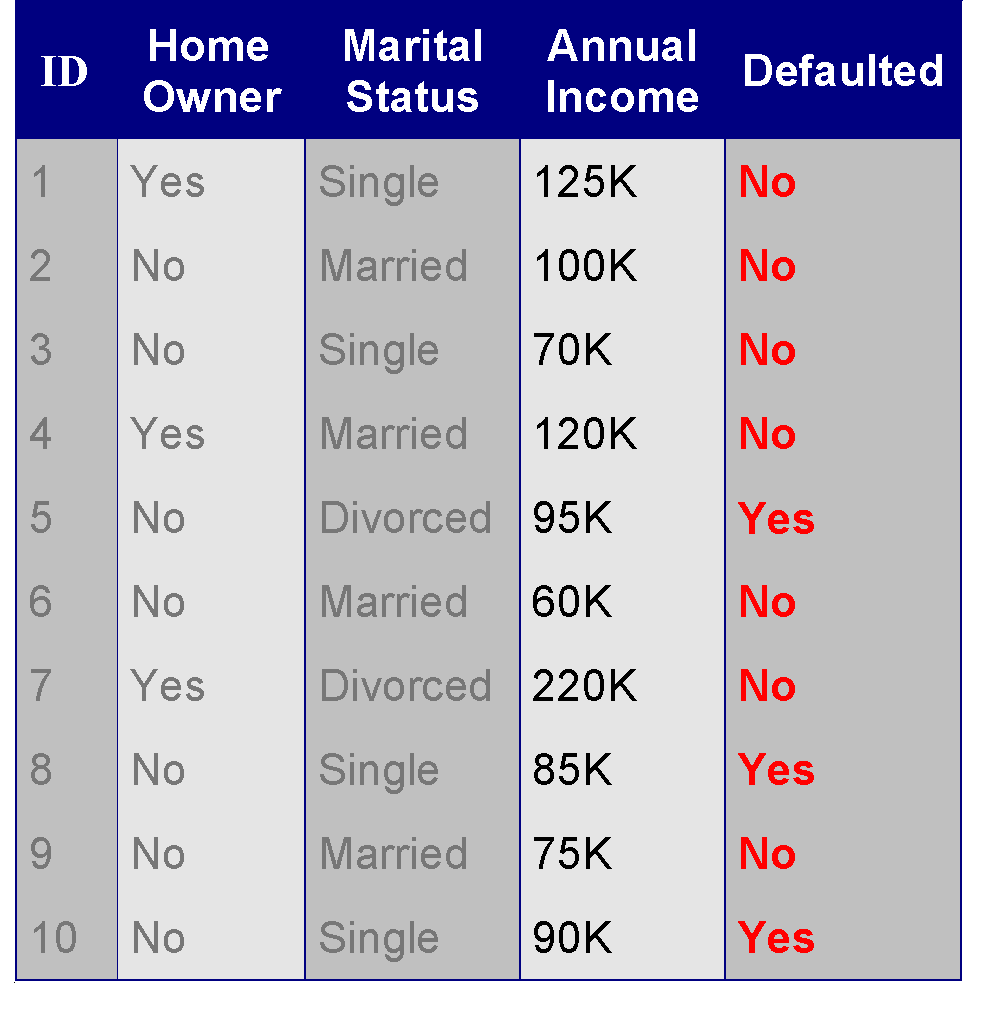 ID Home Owner Marital Status Annual Income Defaulted
1 Yes Single 125K No
2 No Married 100K No
3 No Single 70K No
4 Yes Married 120K No
5 No Divorced 95K Yes
6 No Married 60K No
7 Yes Divorced 220K No
8 No Single 85K Yes
9 No Married 75K No
10 No Single 90K Yes